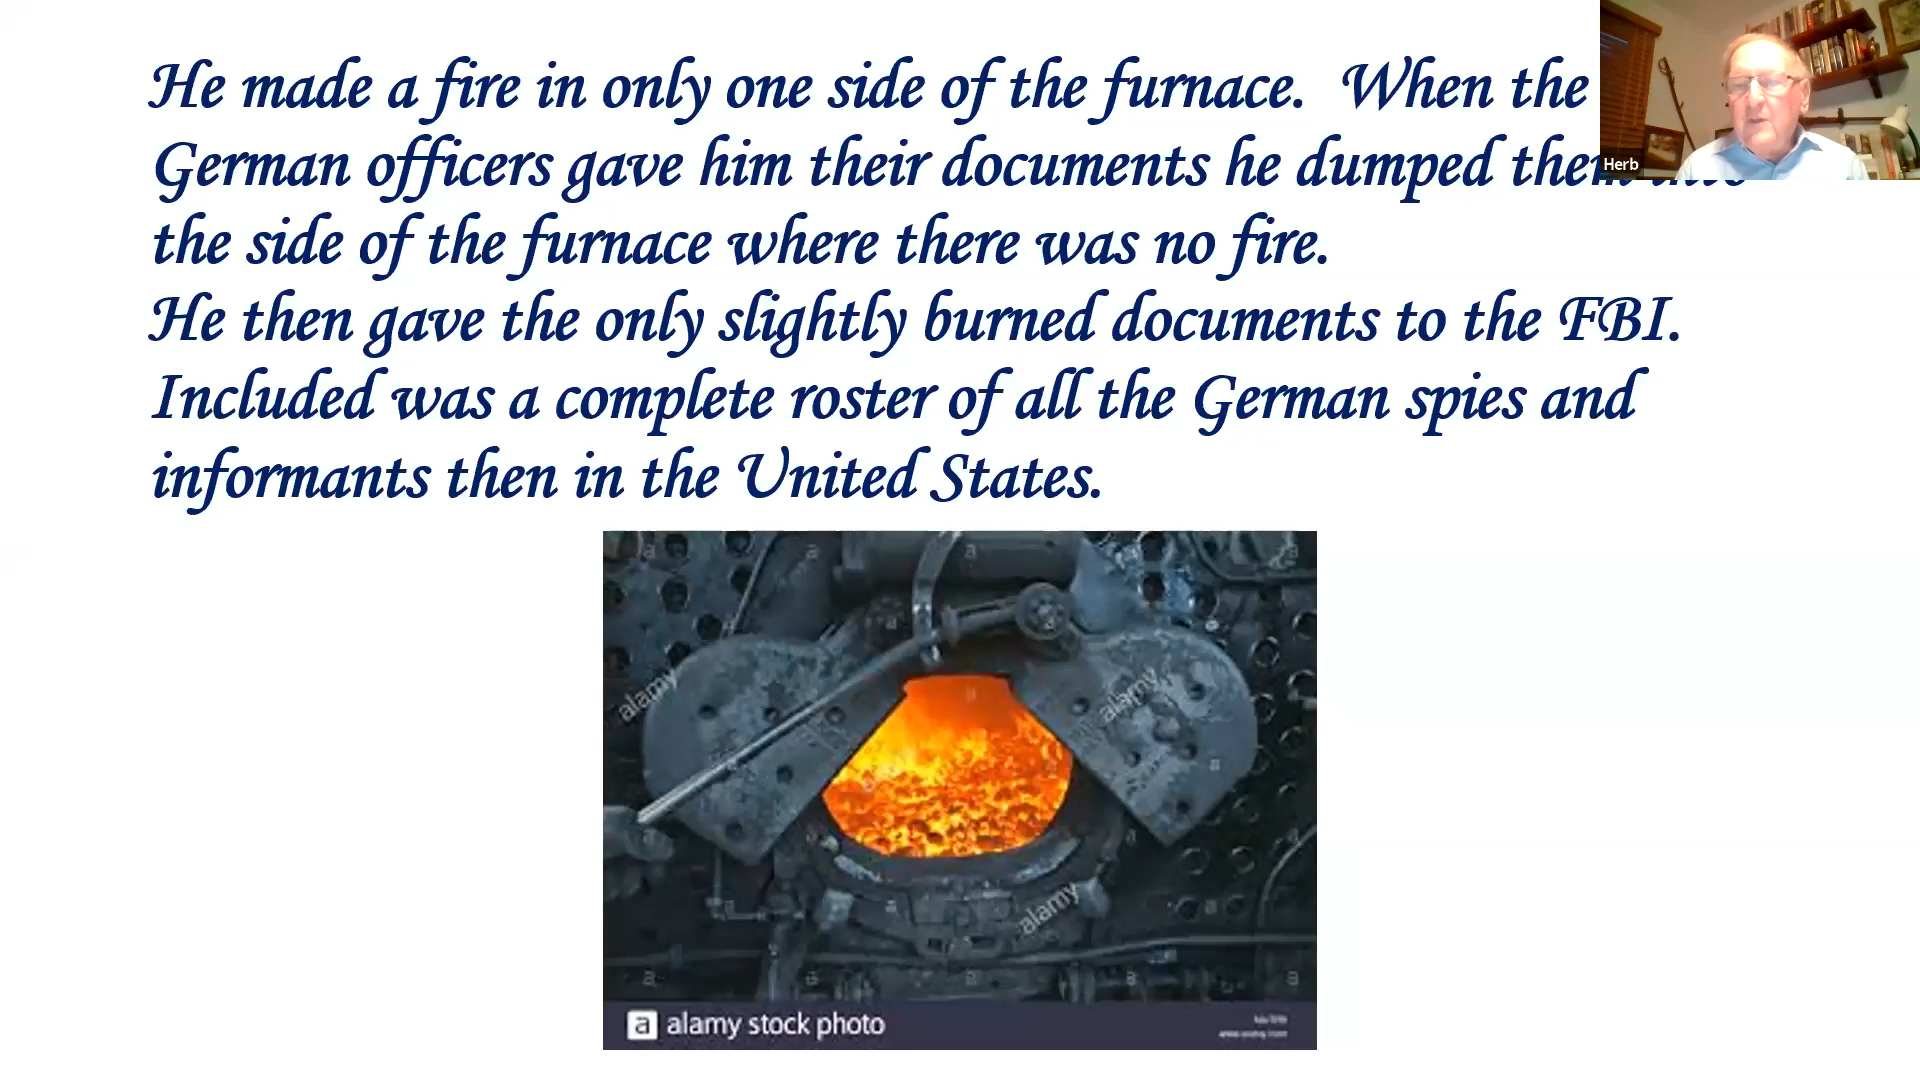 He made a fire in only one side of the furnace. When the
German officers gave him their documents he dumped them into
the side of the furnace where there was no fire.
He then gave the only slightly burned documents to the FBI.
Included was a complete roster of all the German spies and
informants then in the United States.
Herb
alamy
alamy
alamy
a alamy stock photo